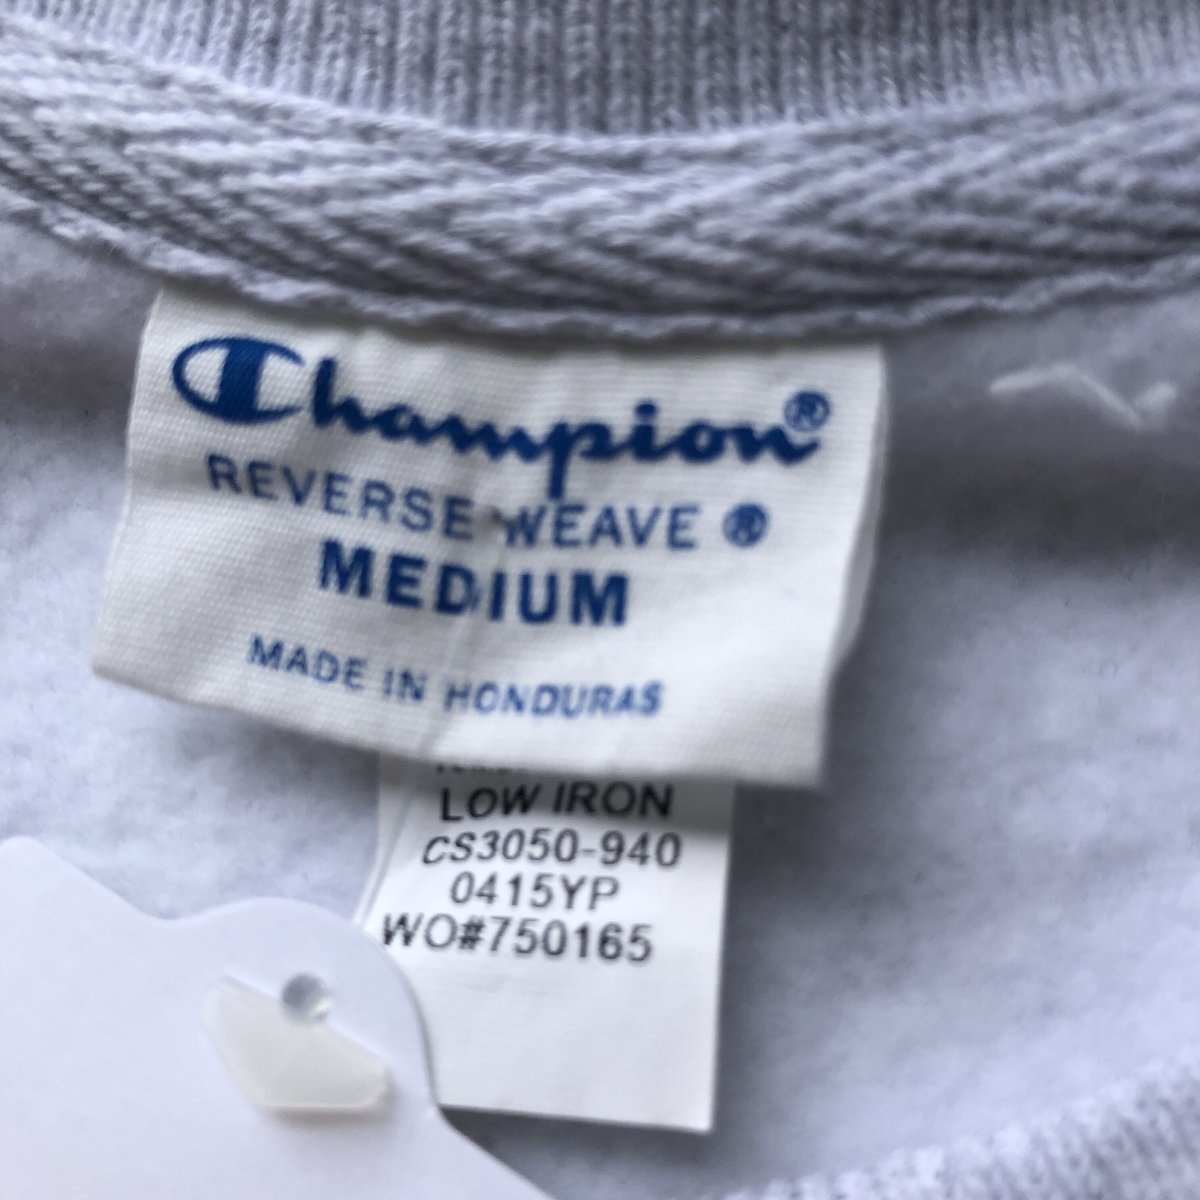 Champion®
REVERSE WEAVE ®
MEDIUM
MADE IN HONDURAS
LOW IRON
CS3050-940
0415YP
WO#750165